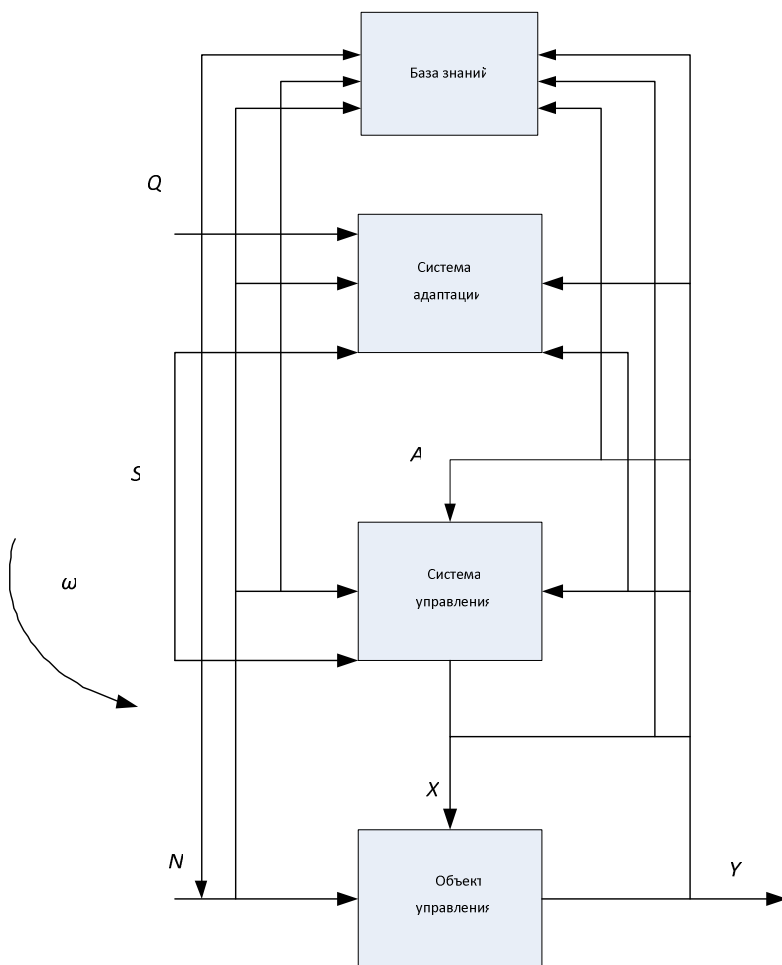 База знаний
Q
Система
адаптации
A
S
Система
управления
ω
X
N
Y
Объект
управления